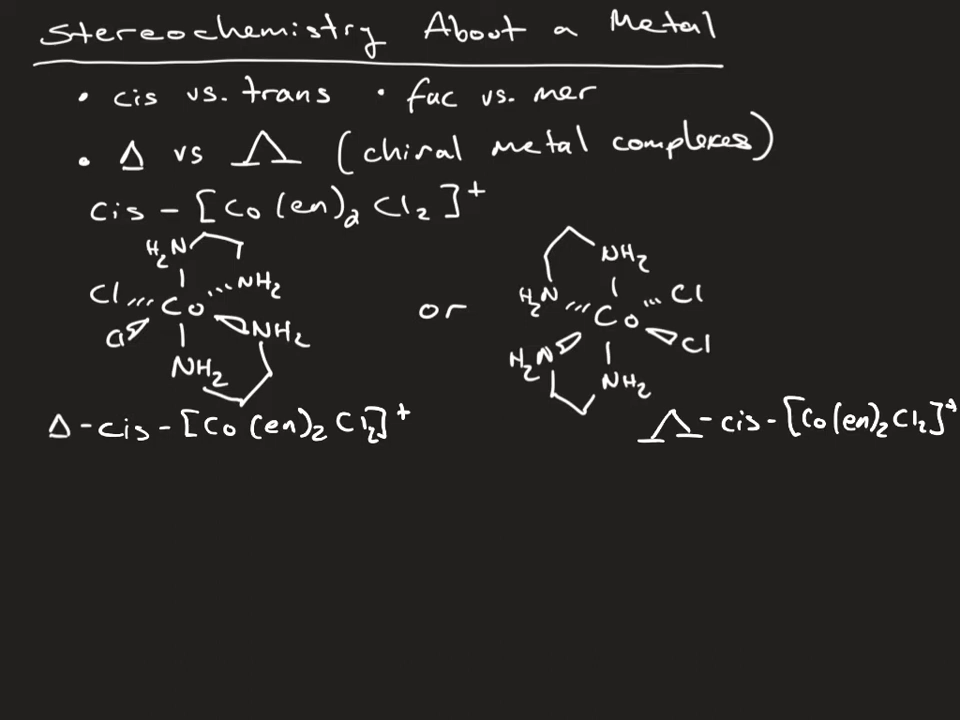 Stereochemistry About a Metal
• cis vs. trans • fac vs. mer
• Δ vs Λ (chiral metal complexes)
cis - [Co(en)2Cl2]+
H2N NH2
Cl Co NH2 or H2N Co Cl
Cl NH2 H2N Cl
NH2 NH2
Δ-cis-[Co(en)2Cl2]+ Λ-cis-[Co(en)2Cl2]+